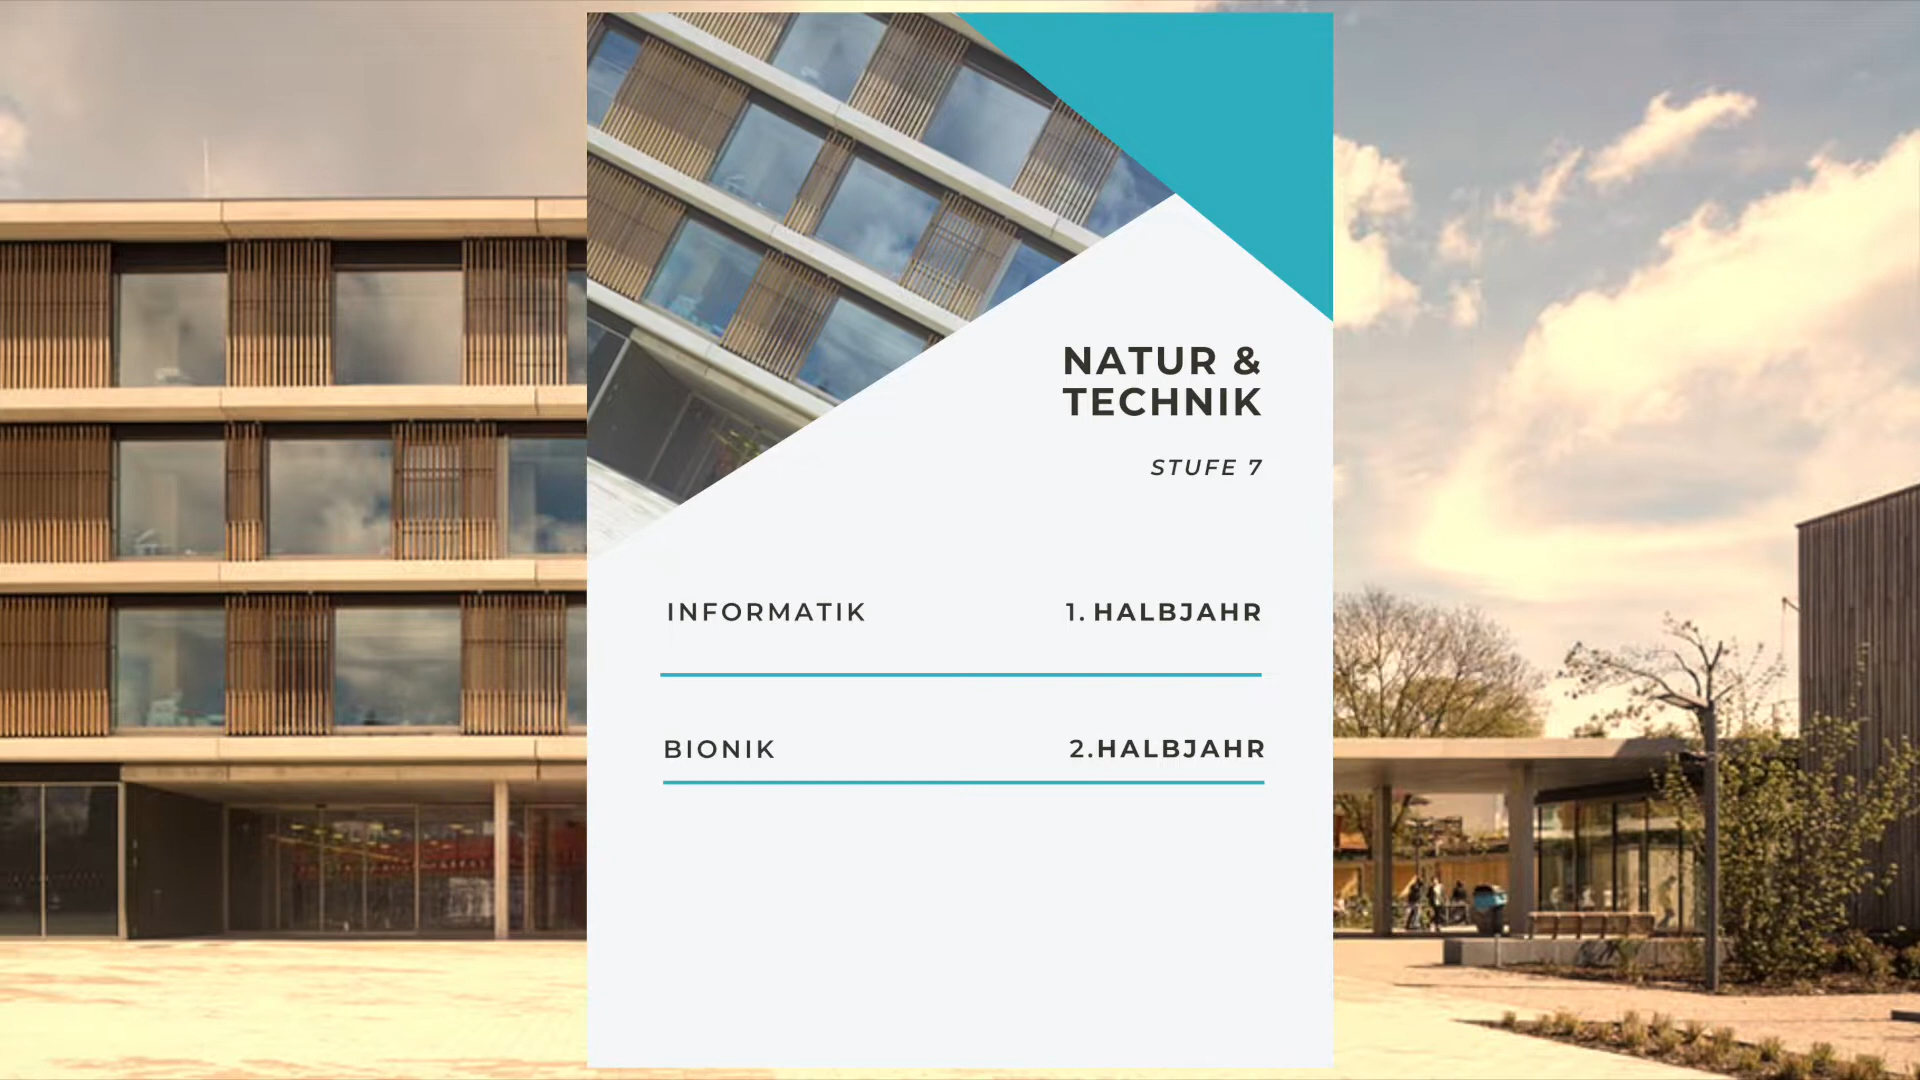 NATUR &
TECHNIK
STUFE 7
INFORMATIK 1. HALBJAHR
BIONIK 2.HALBJAHR